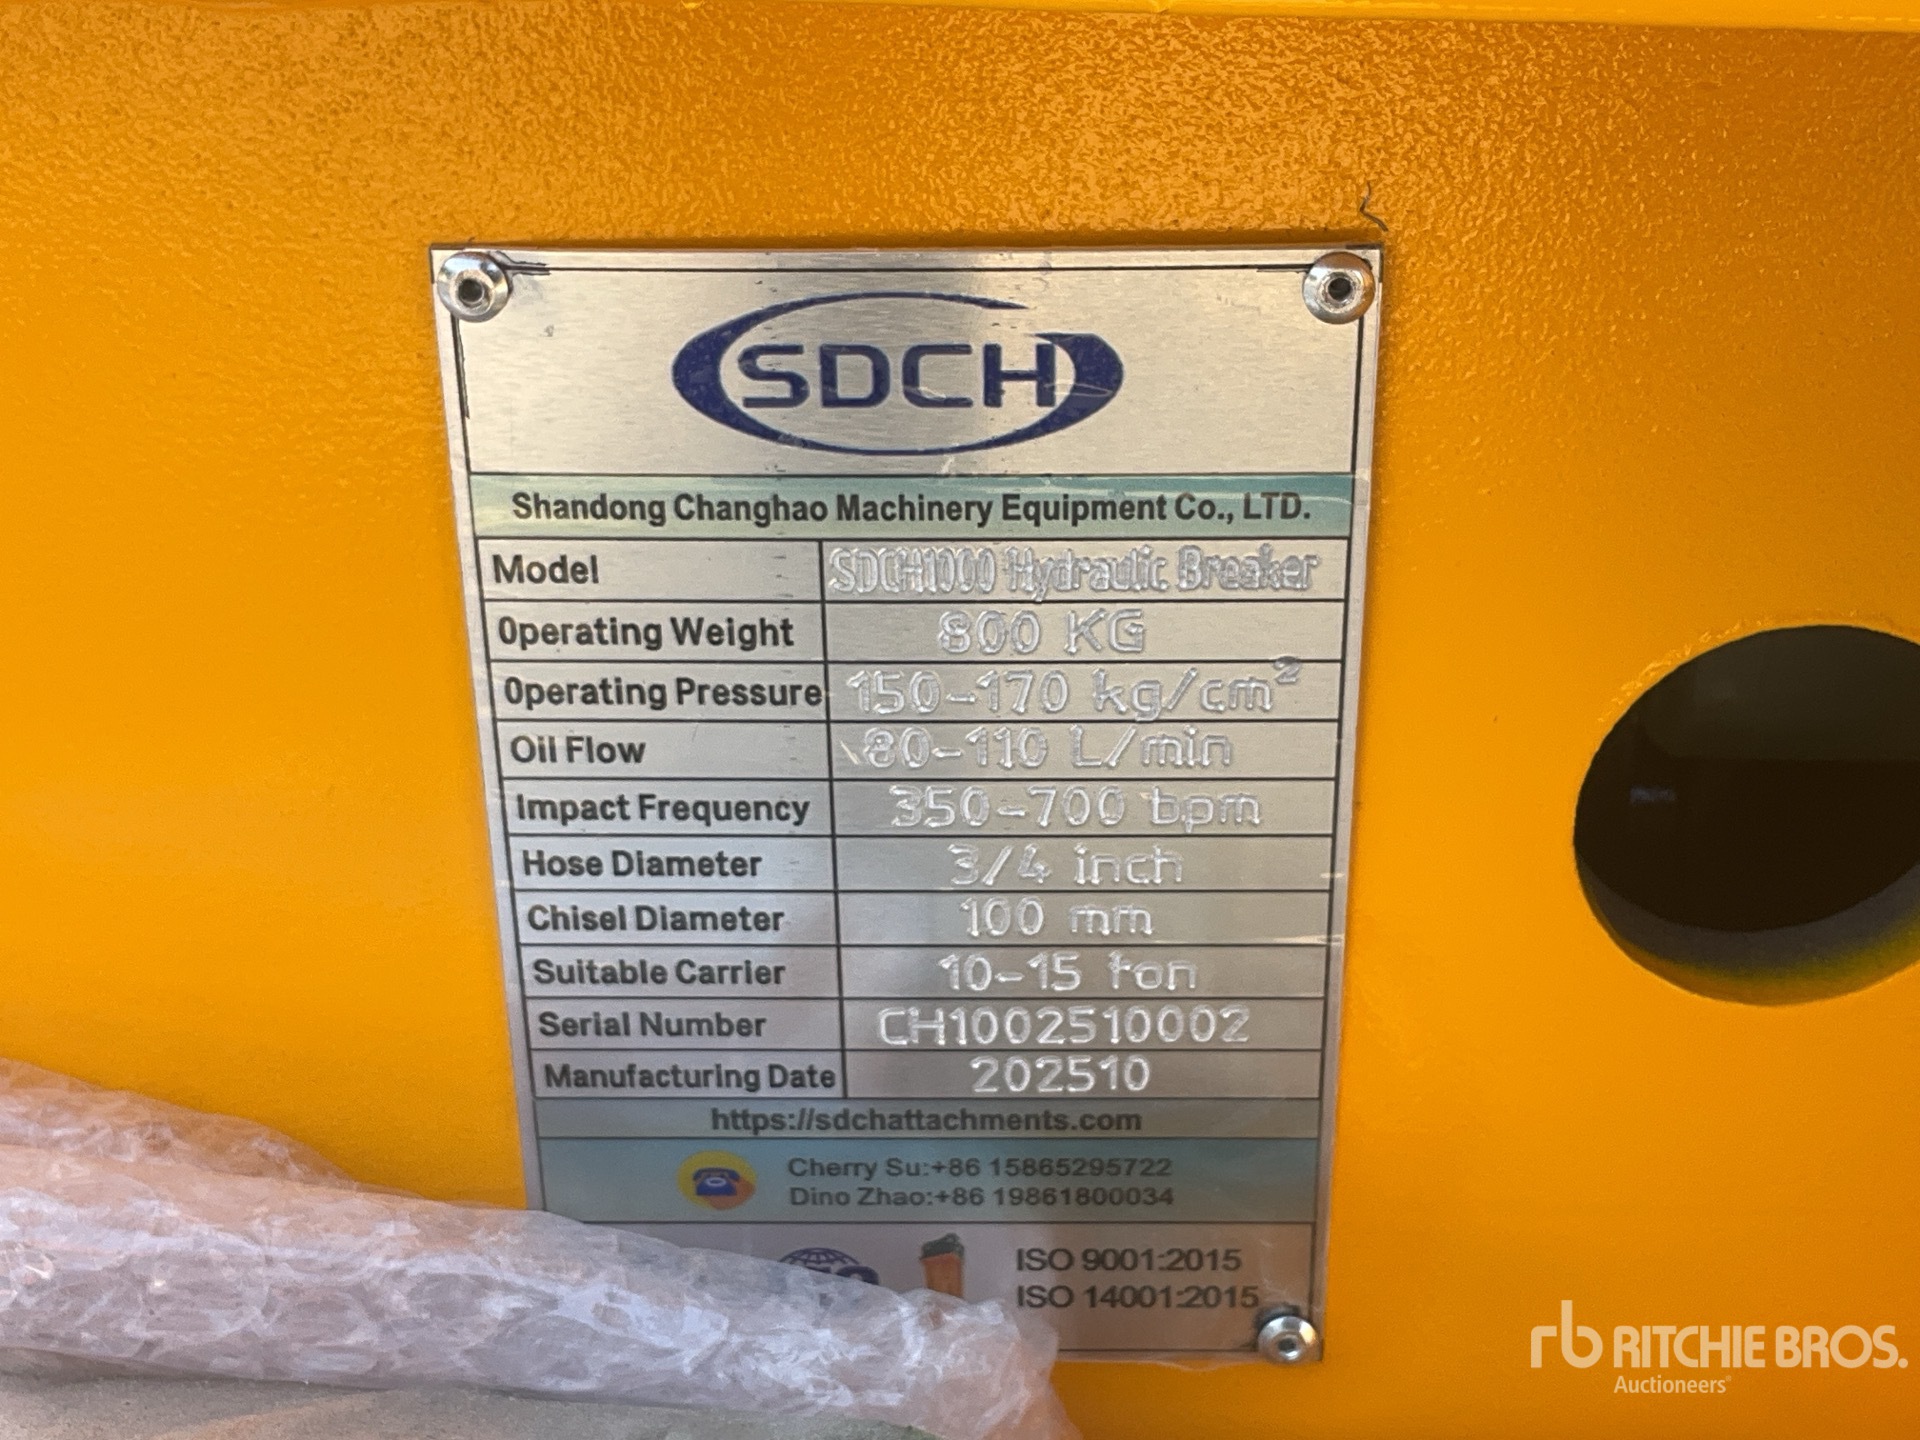 SDCH
Shandong Changhao Machinery Equipment Co., LTD.
Model SDCH1000 Hydraulic Breaker
Operating Weight 800 KG
Operating Pressure 150-170 kg/cm²
Oil Flow 80-110 L/min
Impact Frequency 350-700 bpm
Hose Diameter 3/4 inch
Chisel Diameter 100 mm
Suitable Carrier 10-15 ton
Serial Number CH1002510002
Manufacturing Date 202510
https://sdchattachments.com
Cherry Su:+86 15865295722
Dino Zhao:+86 19861800034
ISO 9001:2015
ISO 14001:2015
rb RITCHIE BROS.
Auctioneers